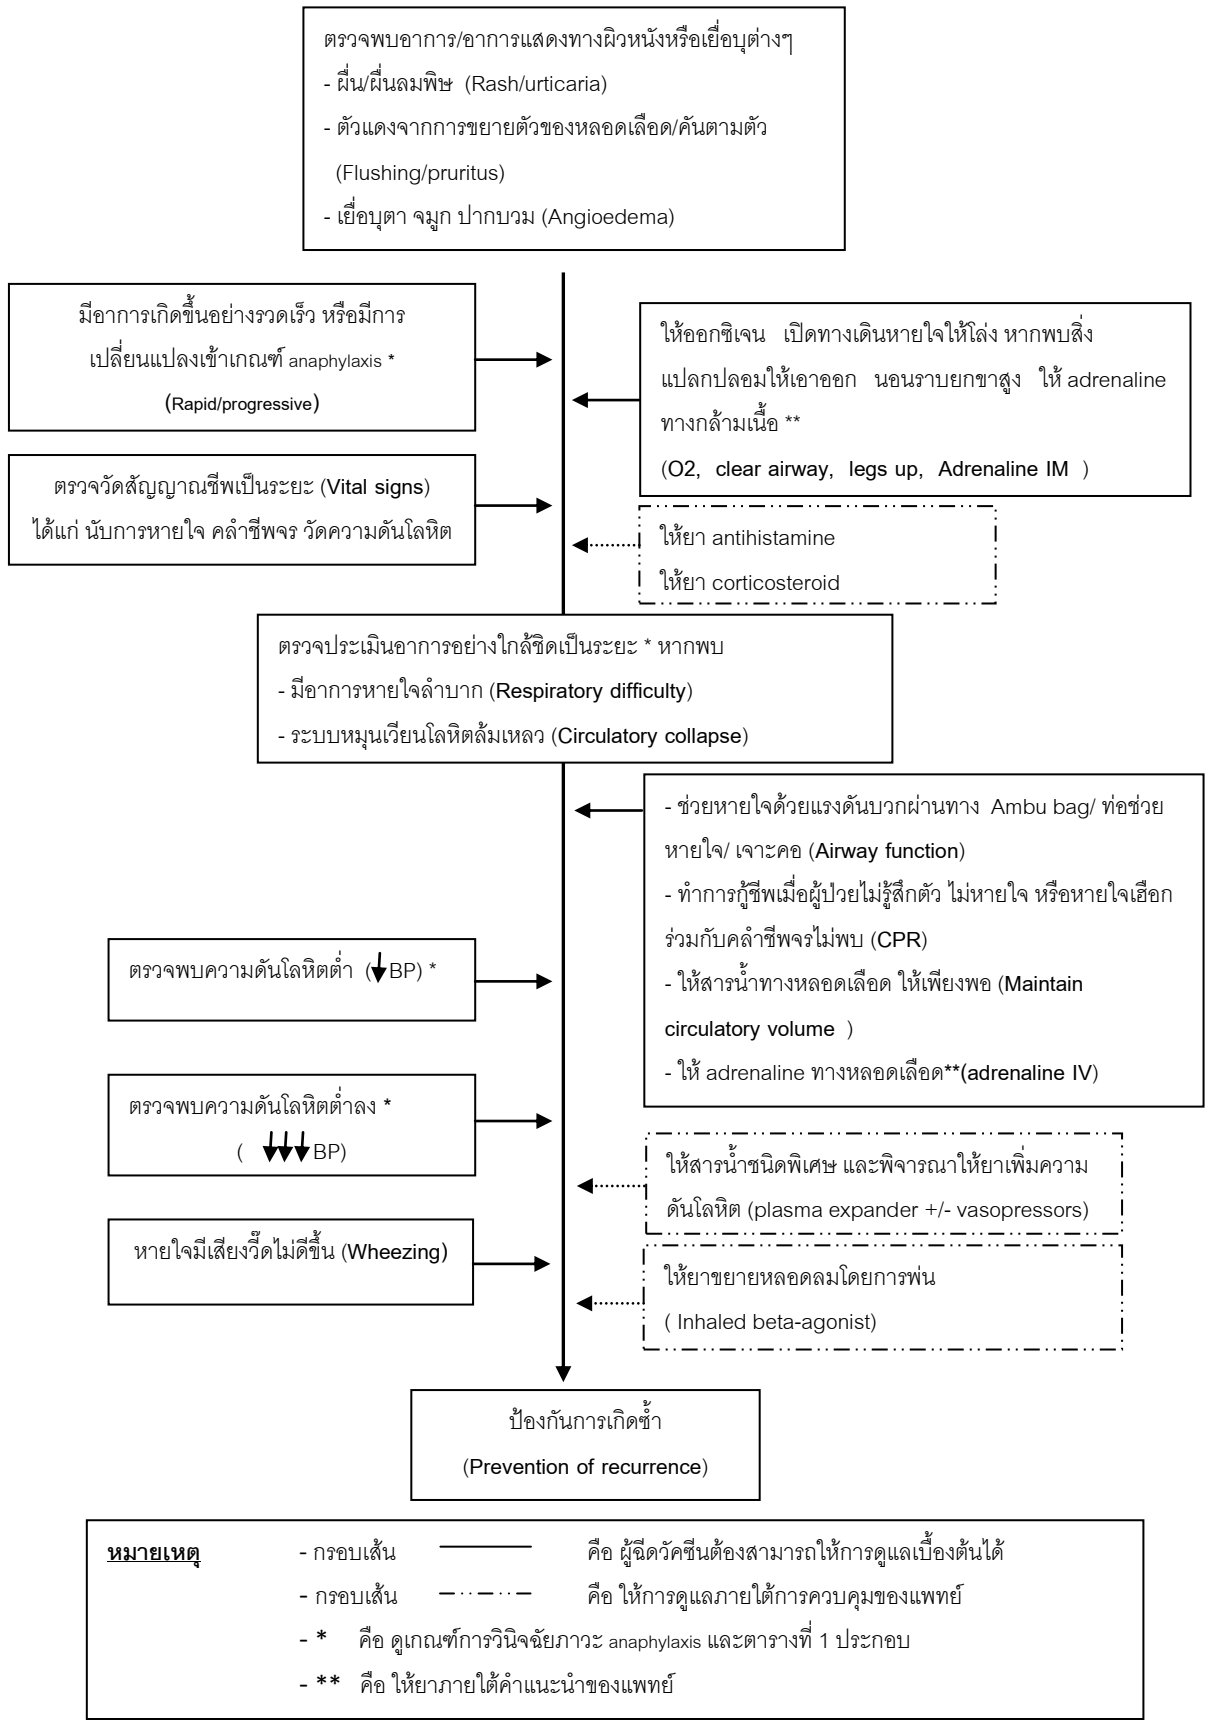 ตรวจพบอาการ/อาการแสดงทางผิวหนังหรือเยื่อบุต่างๆ
- ผื่น/ผื่นลมพิษ (Rash/urticaria)
- ตัวแดงจากการขยายตัวของหลอดเลือด/คันตามตัว
(Flushing/pruritus)
- เยื่อบุตา จมูก ปากบวม (Angioedema)
มีอาการเกิดขึ้นอย่างรวดเร็ว หรือมีการ
เปลี่ยนแปลงเข้าเกณฑ์ anaphylaxis *
(Rapid/progressive)
ให้ออกซิเจน เปิดทางเดินหายใจให้โล่ง หากพบสิ่ง
แปลกปลอมให้เอาออก นอนราบยกขาสูง ให้ adrenaline
ทางกล้ามเนื้อ **
(O2, clear airway, legs up, Adrenaline IM )
ตรวจวัดสัญญาณชีพเป็นระยะ (Vital signs)
ได้แก่ นับการหายใจ คลำชีพจร วัดความดันโลหิต
ให้ยา antihistamine
ให้ยา corticosteroid
ตรวจประเมินอาการอย่างใกล้ชิดเป็นระยะ * หากพบ
- มีอาการหายใจลำบาก (Respiratory difficulty)
- ระบบหมุนเวียนโลหิตล้มเหลว (Circulatory collapse)
- ช่วยหายใจด้วยแรงดันบวกผ่านทาง Ambu bag/ ท่อช่วย
หายใจ/ เจาะคอ (Airway function)
- ทำการกู้ชีพเมื่อผู้ป่วยไม่รู้สึกตัว ไม่หายใจ หรือหายใจเฮือก
ร่วมกับคลำชีพจรไม่พบ (CPR)
- ให้สารน้ำทางหลอดเลือด ให้เพียงพอ (Maintain
circulatory volume )
- ให้ adrenaline ทางหลอดเลือด**(adrenaline IV)
ตรวจพบความดันโลหิตต่ำ (↓BP) *
ตรวจพบความดันโลหิตต่ำลง *
( ↓↓↓BP)
ให้สารน้ำชนิดพิเศษ และพิจารณาให้ยาเพิ่มความ
ดันโลหิต (plasma expander +/- vasopressors)
หายใจมีเสียงวี๊ดไม่ดีขึ้น (Wheezing)
ให้ยาขยายหลอดลมโดยการพ่น
( Inhaled beta-agonist)
ป้องกันการเกิดซ้ำ
(Prevention of recurrence)
หมายเหตุ - กรอบเส้น คือ ผู้ฉีดวัคซีนต้องสามารถให้การดูแลเบื้องต้นได้
- กรอบเส้น คือ ให้การดูแลภายใต้การควบคุมของแพทย์
- * คือ ดูเกณฑ์การวินิจฉัยภาวะ anaphylaxis และตารางที่ 1 ประกอบ
- ** คือ ให้ยาภายใต้คำแนะนำของแพทย์